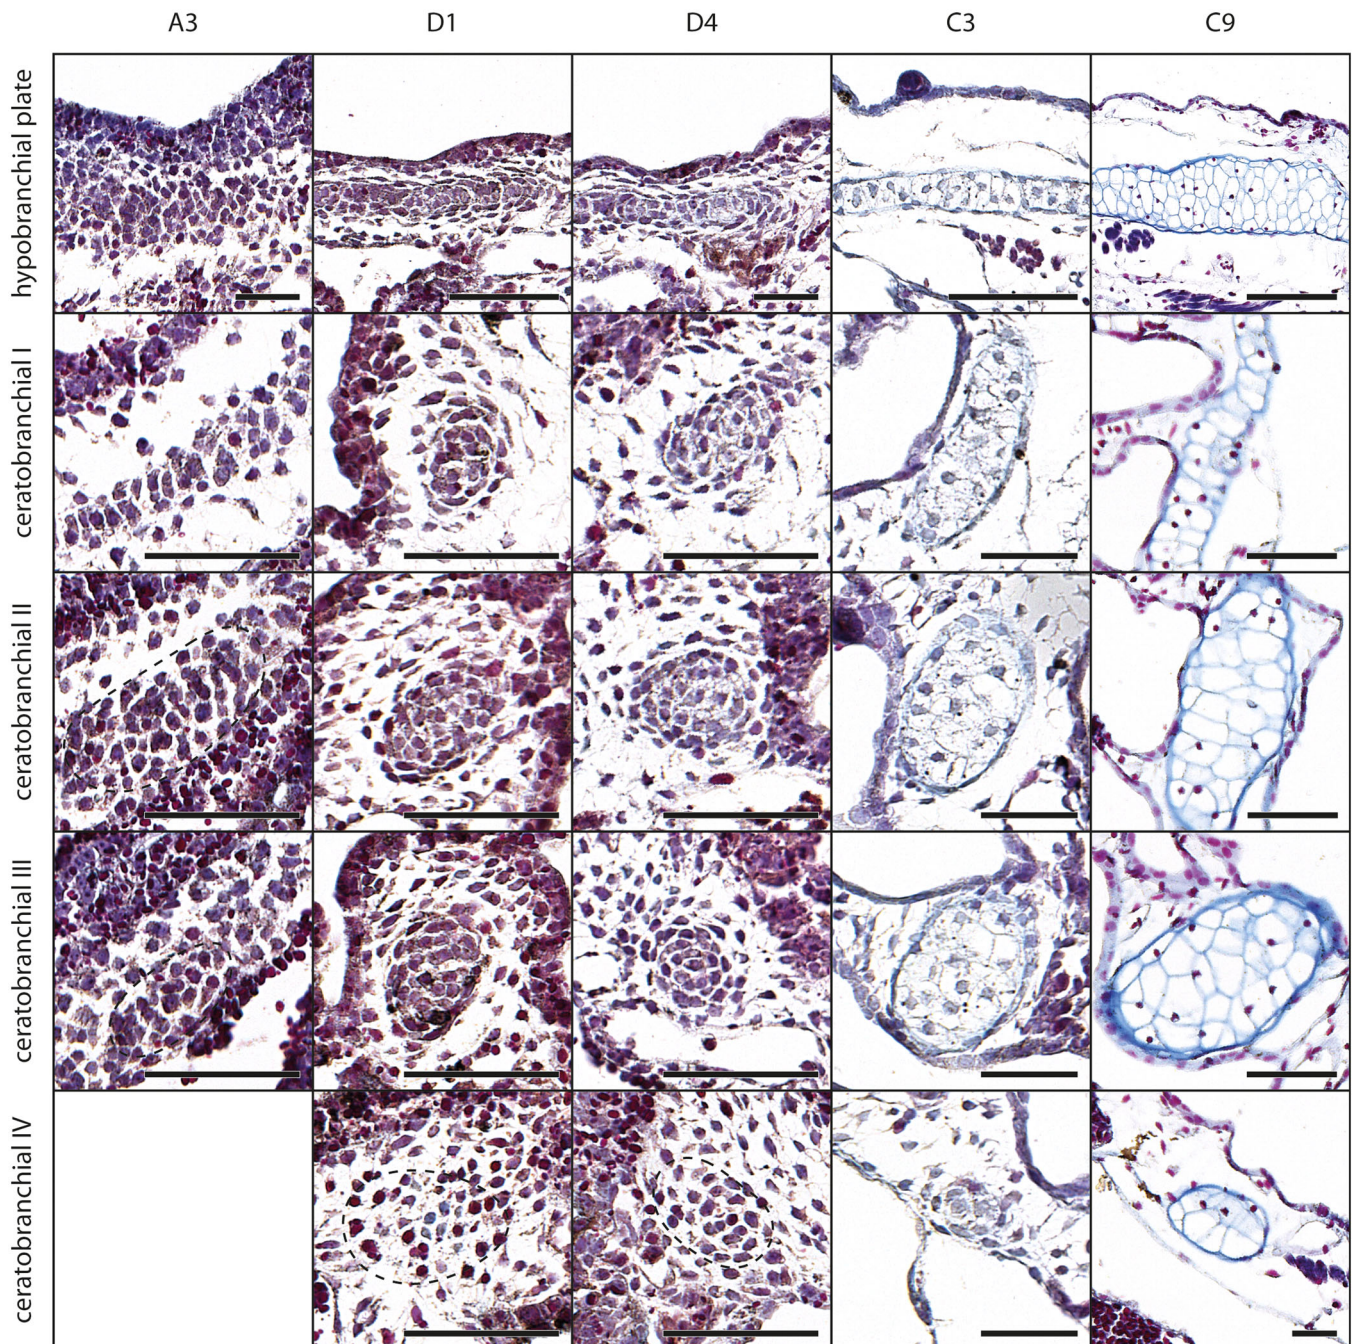 A3 D1 D4 C3 C9
hypobranchial plate
ceratobranchial I
ceratobranchial II
ceratobranchial III
ceratobranchial IV